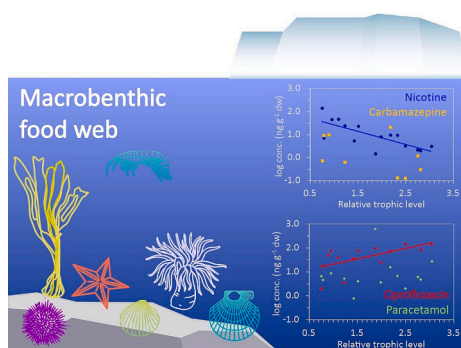 Macrobenthic
food web
3.0
2.0
1.0
0.0
-1.0
0.5 1.5 2.5 3.5
log conc. (ng g⁻¹ dw)
Nicotine
Carbamazepine
Relative trophic level
3.0
2.0
1.0
0.0
-1.0
0.5 1.5 2.5 3.5
log conc. (ng g⁻¹ dw)
Ciprofloxacin
Paracetamol
Relative trophic level